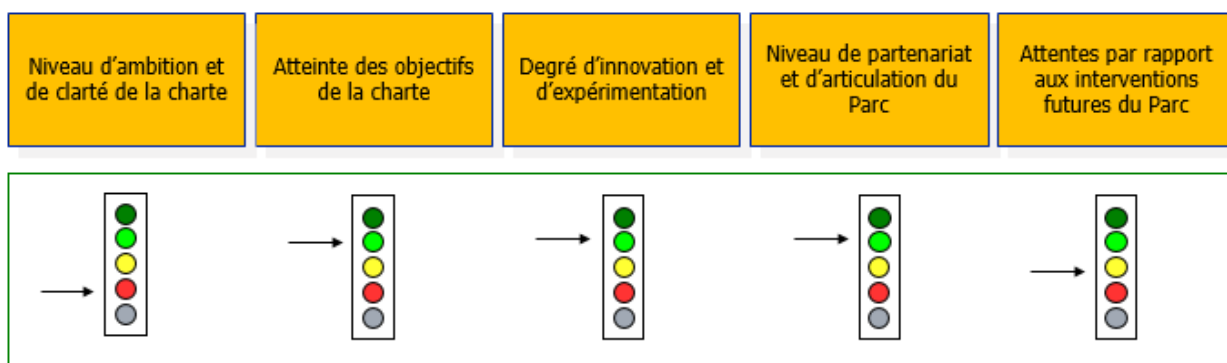 Niveau d’ambition et
de clarté de la charte
Atteinte des objectifs
de la charte
Degré d’innovation et
d’expérimentation
Niveau de partenariat
et d’articulation du
Parc
Attentes par rapport
aux interventions
futures du Parc